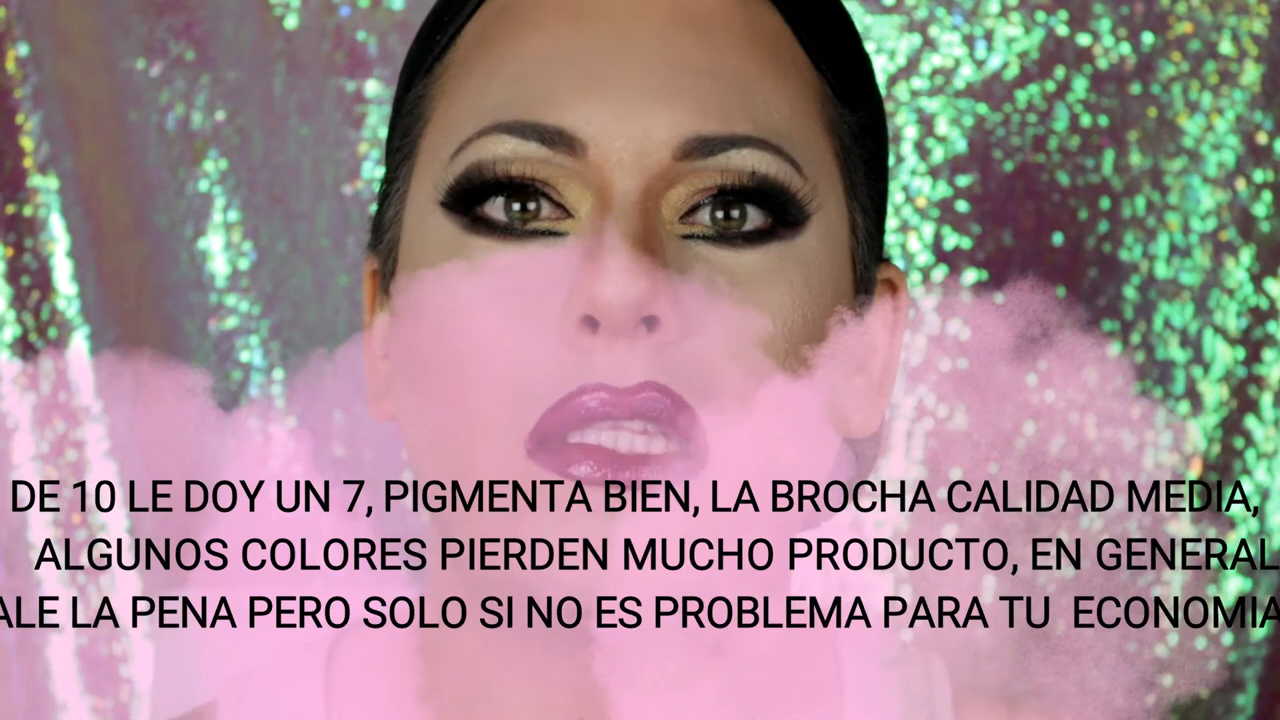 DE 10 LE DOY UN 7, PIGMENTA BIEN, LA BROCHA CALIDAD MEDIA,
ALGUNOS COLORES PIERDEN MUCHO PRODUCTO, EN GENERAL
ALE LA PENA PERO SOLO SI NO ES PROBLEMA PARA TU ECONOMIA